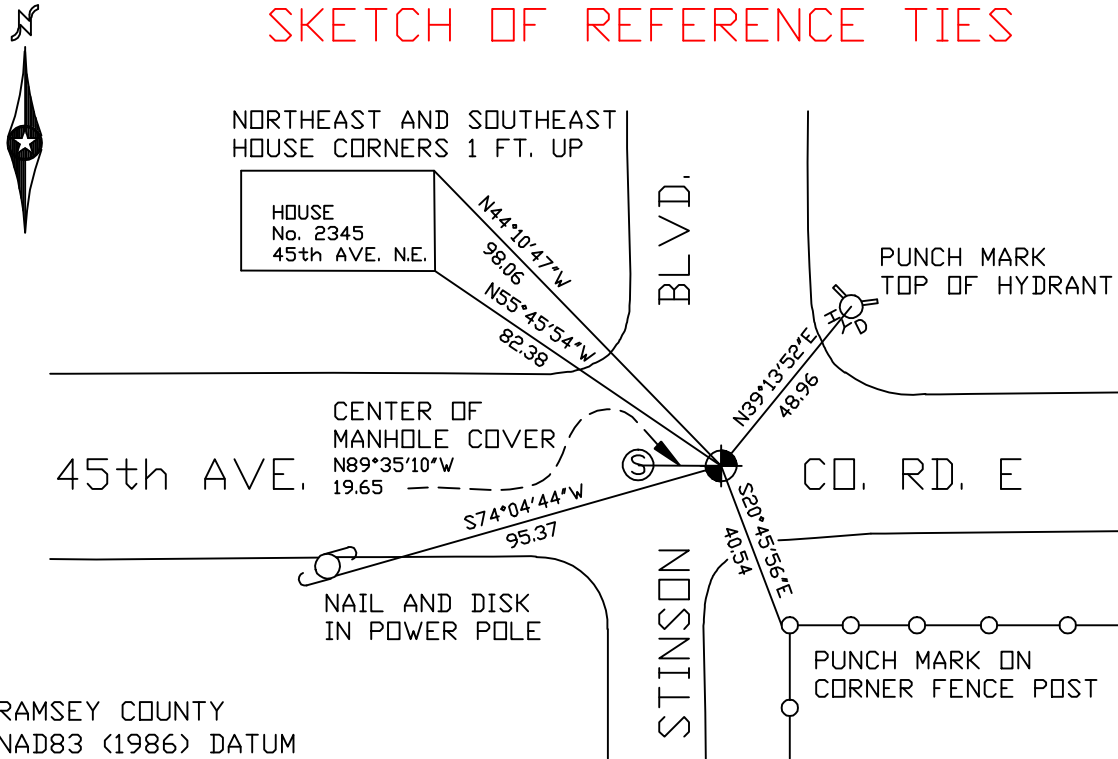 N
SKETCH OF REFERENCE TIES
NORTHEAST AND SOUTHEAST
HOUSE CORNERS 1 FT. UP
HOUSE
No. 2345
45th AVE. N.E.
N44°10'47"W
98.06
N55°45'54"W
82.38
BLVD.
PUNCH MARK
TOP OF HYDRANT
HYD
N39°13'52"E
48.96
CENTER OF
MANHOLE COVER
N89°35'10"W
19.65
S
45th AVE.
CO. RD. E
S74°04'44"W
95.37
S20°45'56"E
40.54
NAIL AND DISK
IN POWER POLE
STINSON
PUNCH MARK ON
CORNER FENCE POST
RAMSEY COUNTY
NAD83 (1986) DATUM